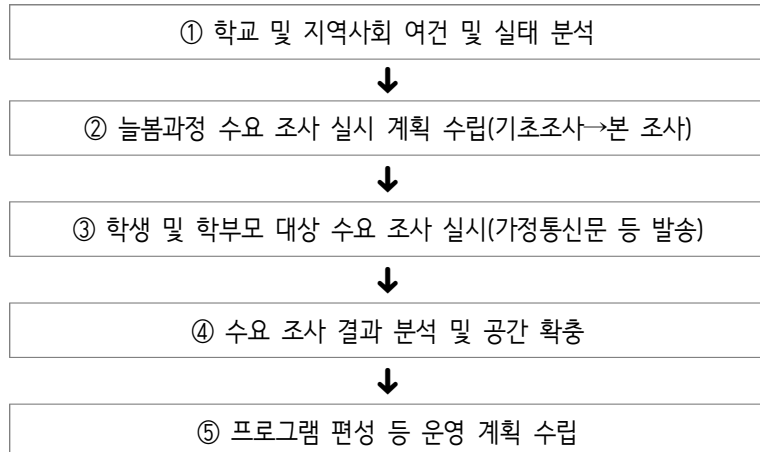 ① 학교 및 지역사회 여건 및 실태 분석
② 늘봄과정 수요 조사 실시 계획 수립(기초조사→본 조사)
③ 학생 및 학부모 대상 수요 조사 실시(가정통신문 등 발송)
④ 수요 조사 결과 분석 및 공간 확충
⑤ 프로그램 편성 등 운영 계획 수립